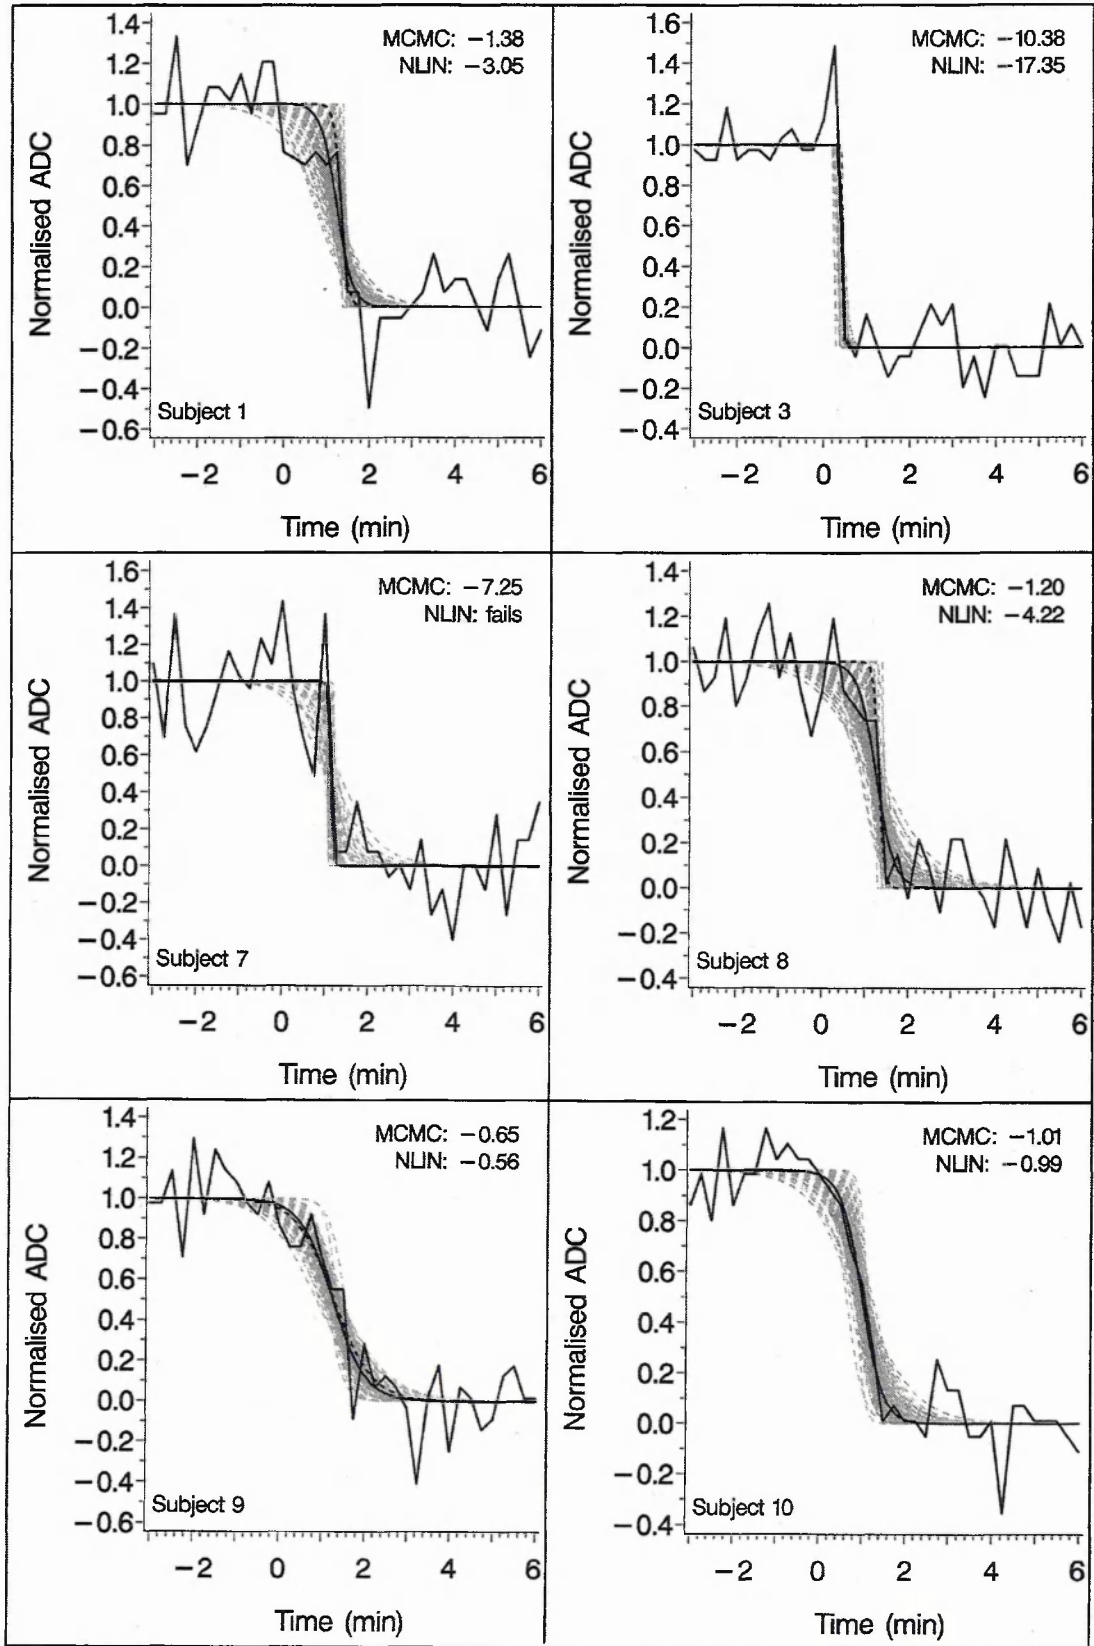 MCMC: −1.38
NLIN: −3.05
1.4
1.2
1.0
0.8
0.6
0.4
0.2
0.0
−0.2
−0.4
−0.6
Normalised ADC
Subject 1
−2 0 2 4 6
Time (min)
MCMC: −10.38
NLIN: −17.35
1.6
1.4
1.2
1.0
0.8
0.6
0.4
0.2
0.0
−0.2
−0.4
Normalised ADC
Subject 3
−2 0 2 4 6
Time (min)
MCMC: −7.25
NLIN: fails
1.6
1.4
1.2
1.0
0.8
0.6
0.4
0.2
0.0
−0.2
−0.4
−0.6
Normalised ADC
Subject 7
−2 0 2 4 6
Time (min)
MCMC: −1.20
NLIN: −4.22
1.4
1.2
1.0
0.8
0.6
0.4
0.2
0.0
−0.2
−0.4
Normalised ADC
Subject 8
−2 0 2 4 6
Time (min)
MCMC: −0.65
NLIN: −0.56
1.4
1.2
1.0
0.8
0.6
0.4
0.2
0.0
−0.2
−0.4
−0.6
Normalised ADC
Subject 9
−2 0 2 4 6
Time (min)
MCMC: −1.01
NLIN: −0.99
1.2
1.0
0.8
0.6
0.4
0.2
0.0
−0.2
−0.4
Normalised ADC
Subject 10
−2 0 2 4 6
Time (min)